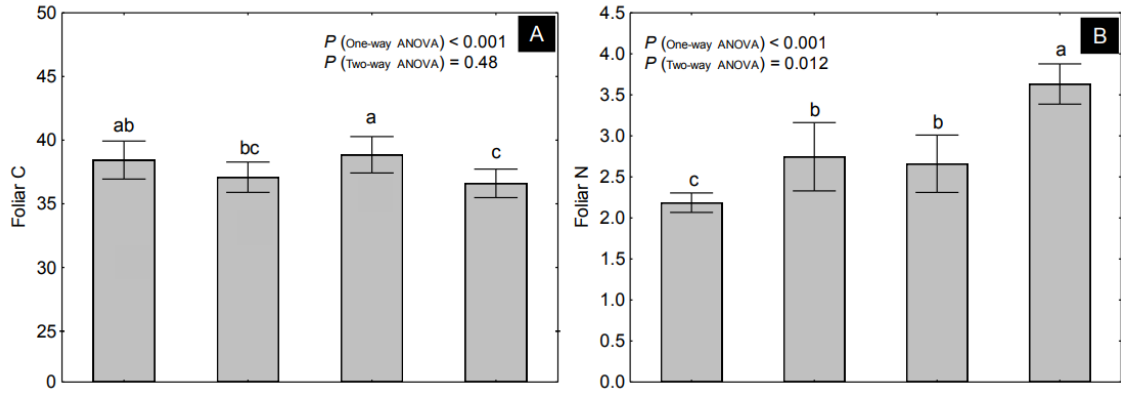 50
45
40
35
30
25
0
Foliar C
P (One-way ANOVA) < 0.001
P (Two-way ANOVA) = 0.48
A
ab
bc
a
c
4.5
4.0
3.5
3.0
2.5
2.0
1.5
1.0
0.5
0.0
Foliar N
P (One-way ANOVA) < 0.001
P (Two-way ANOVA) = 0.012
B
c
b
b
a